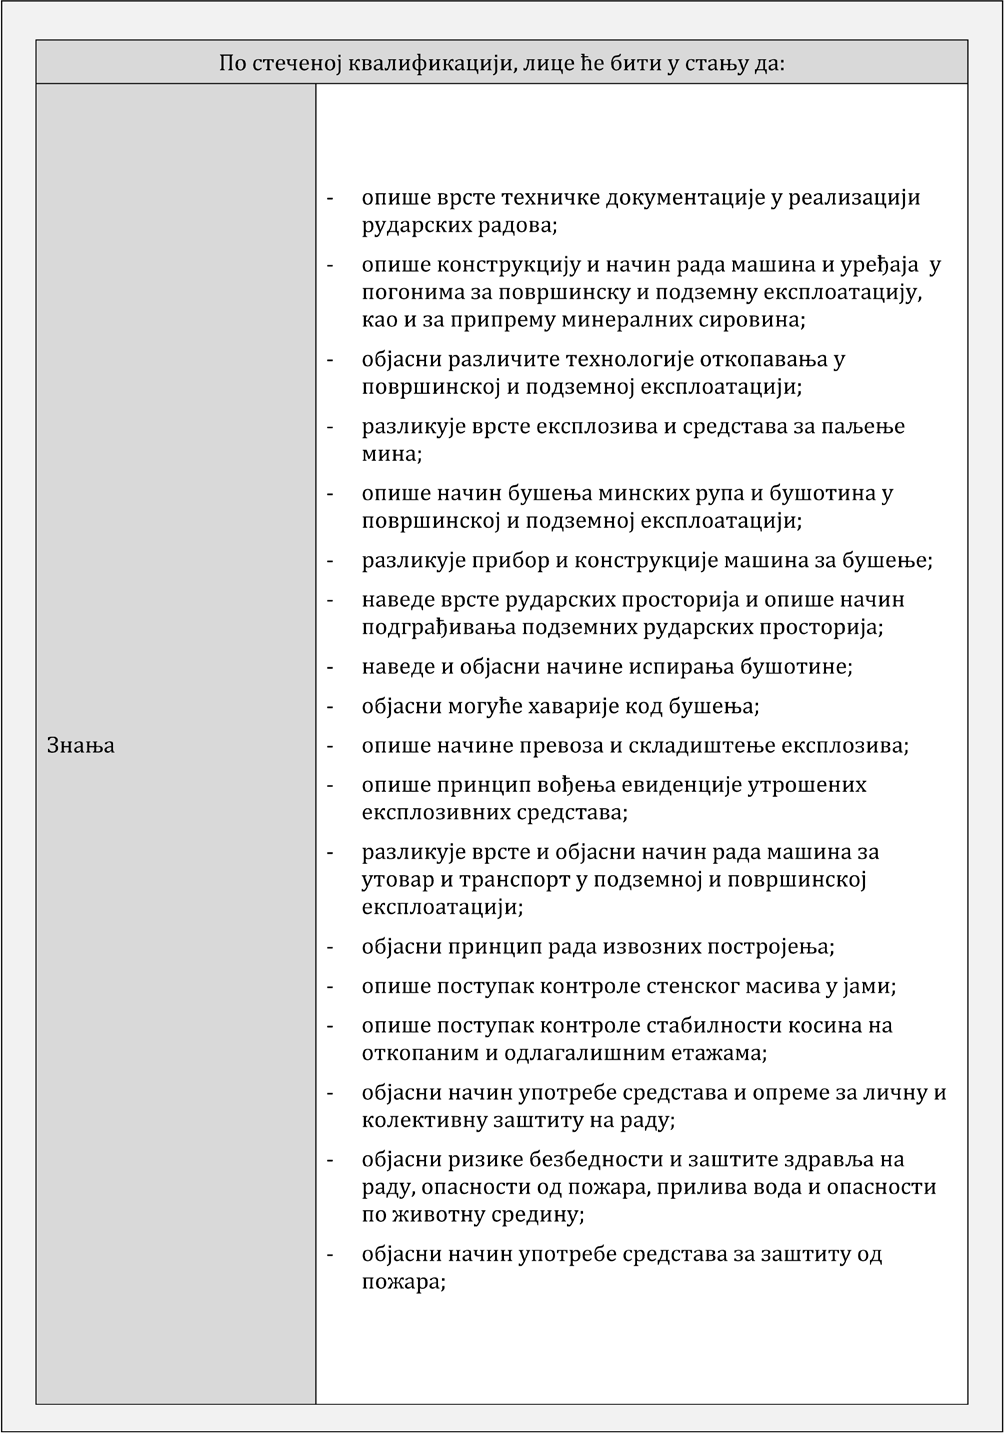 По стеченој квалификацији, лице ће бити у стању да:
Знања
- опише врсте техничке документације у реализацији
рударских радова;
- опише конструкцију и начин рада машина и уређаја у
погонима за површинску и подземну експлоатацију,
као и за припрему минералних сировина;
- објасни различите технологије откопавања у
површинској и подземној експлоатацији;
- разликује врсте експлозива и средстава за паљење
мина;
- опише начин бушења минских рупа и бушотина у
површинској и подземној експлоатацији;
- разликује прибор и конструкције машина за бушење;
- наведе врсте рударских просторија и опише начин
подграђивања подземних рударских просторија;
- наведе и објасни начине испирања бушотине;
- објасни могуће хаварије код бушења;
- опише начине превоза и складиштење експлозива;
- опише принцип вођења евиденције утрошених
експлозивних средстава;
- разликује врсте и објасни начин рада машина за
утовар и транспорт у подземној и површинској
експлоатацији;
- објасни принцип рада извозних постројења;
- опише поступак контроле стенског масива у јами;
- опише поступак контроле стабилности косина на
откопаним и одлагалишним етажама;
- објасни начин употребе средстава и опреме за личну и
колективну заштиту на раду;
- објасни ризике безбедности и заштите здравља на
раду, опасности од пожара, прилива вода и опасности
по животну средину;
- објасни начин употребе средстава за заштиту од
пожара;